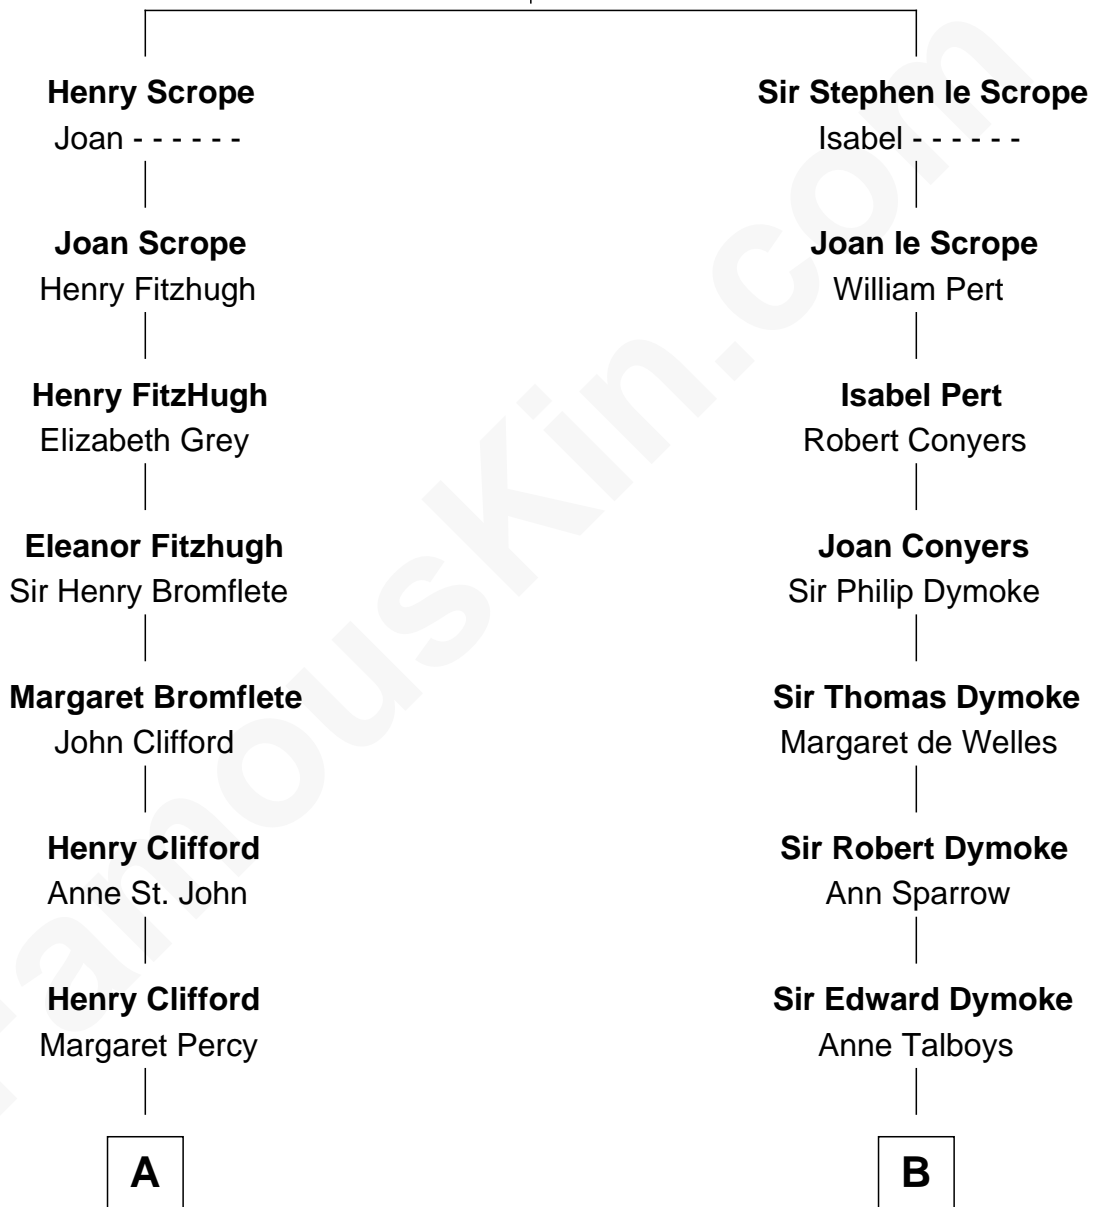 Henry Scrope
Joan - - - - - -
Joan Scrope
Henry Fitzhugh
Henry FitzHugh
Elizabeth Grey
Eleanor Fitzhugh
Sir Henry Bromflete
Margaret Bromflete
John Clifford
Henry Clifford
Anne St. John
Henry Clifford
Margaret Percy
A
Sir Stephen le Scrope
Isabel - - - - - -
Joan le Scrope
William Pert
Isabel Pert
Robert Conyers
Joan Conyers
Sir Philip Dymoke
Sir Thomas Dymoke
Margaret de Welles
Sir Robert Dymoke
Ann Sparrow
Sir Edward Dymoke
Anne Talboys
B
FamousKin.com